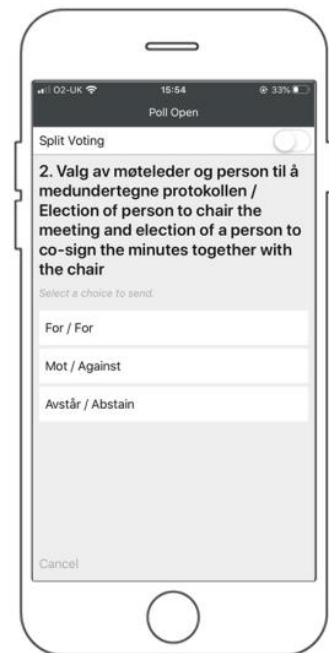 O2-UK 15:54 33%
Poll Open
Split Voting
2. Valg av møteleder og person til å
medundertegne protokollen /
Election of person to chair the
meeting and election of a person to
co-sign the minutes together with
the chair
Select a choice to send.
For / For
Mot / Against
Avstår / Abstain
Cancel